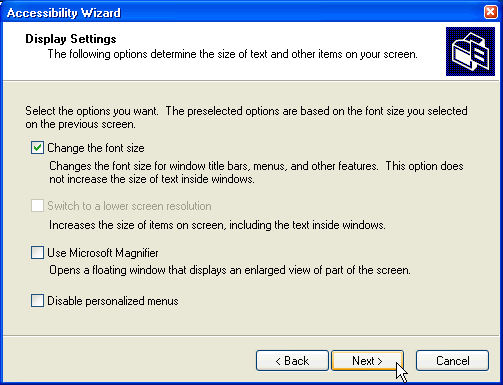 Accessibility Wizard
Display Settings
The following options determine the size of text and other items on your screen.
Select the options you want. The preselected options are based on the font size you selected
on the previous screen.
Change the font size
Changes the font size for window title bars, menus, and other features. This option does
not increase the size of text inside windows.
Switch to a lower screen resolution
Increases the size of items on screen, including the text inside windows.
Use Microsoft Magnifier
Opens a floating window that displays an enlarged view of part of the screen.
Disable personalized menus
< Back
Next >
Cancel